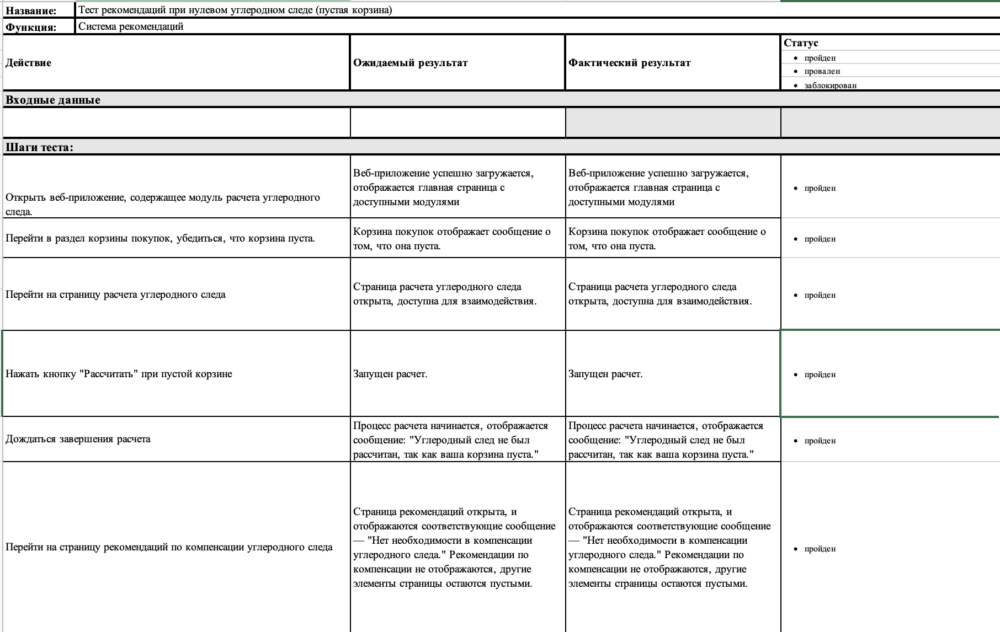 Название: Тест рекомендаций при нулевом углеродном следе (пустая корзина)
Функция: Система рекомендаций
Действие
Ожидаемый результат
Фактический результат
Статус
• пройден
• провален
• заблокирован
Входные данные
Шаги теста:
Открыть веб-приложение, содержащее модуль расчета углеродного
следа.
Веб-приложение успешно загружается,
отображается главная страница с
доступными модулями
Веб-приложение успешно загружается,
отображается главная страница с
доступными модулями
• пройден
Перейти в раздел корзины покупок, убедиться, что корзина пуста.
Корзина покупок отображает сообщение о
том, что она пуста.
Корзина покупок отображает сообщение о
том, что она пуста.
• пройден
Перейти на страницу расчета углеродного следа
Страница расчета углеродного следа
открыта, доступна для взаимодействия.
Страница расчета углеродного следа
открыта, доступна для взаимодействия.
• пройден
Нажать кнопку "Рассчитать" при пустой корзине
Запущен расчет.
Запущен расчет.
• пройден
Дождаться завершения расчета
Процесс расчета начинается, отображается
сообщение: "Углеродный след не был
рассчитан, так как ваша корзина пуста."
Процесс расчета начинается, отображается
сообщение: "Углеродный след не был
рассчитан, так как ваша корзина пуста."
• пройден
Перейти на страницу рекомендаций по компенсации углеродного следа
Страница рекомендаций открыта, и
отображаются соответствующие сообщение
— "Нет необходимости в компенсации
углеродного следа." Рекомендации по
компенсации не отображаются, другие
элементы страницы остаются пустыми.
Страница рекомендаций открыта, и
отображаются соответствующие сообщение
— "Нет необходимости в компенсации
углеродного следа." Рекомендации по
компенсации не отображаются, другие
элементы страницы остаются пустыми.
• пройден